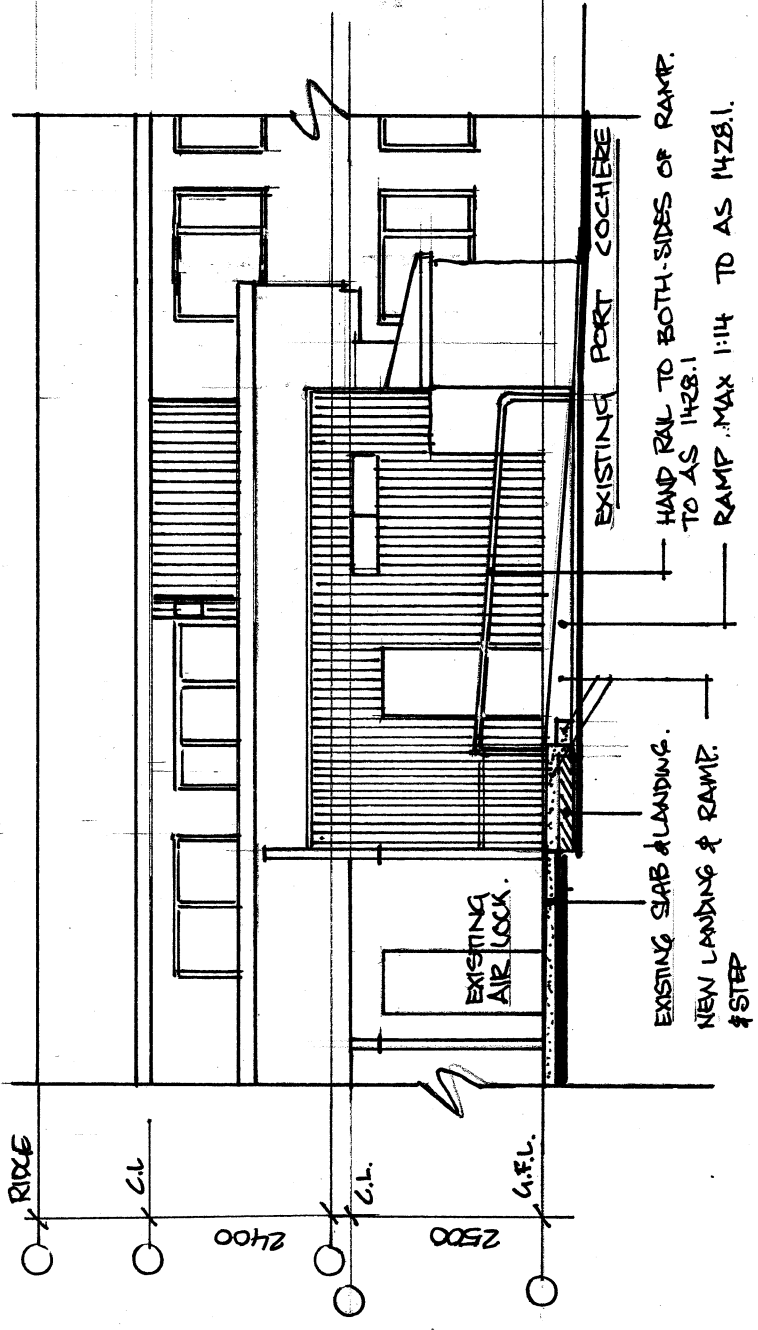 RIDGE
C.L
2400
C.L.
2500
G.F.L.
EXISTING
AIR LOCK.
EXISTING PORT COCHERE
HAND RAIL TO BOTH-SIDES OF RAMP.
TO AS 1428.1
RAMP. MAX 1:14 TO AS 1428.1.
EXISTING SLAB & LANDING.
NEW LANDING & RAMP.
& STEP